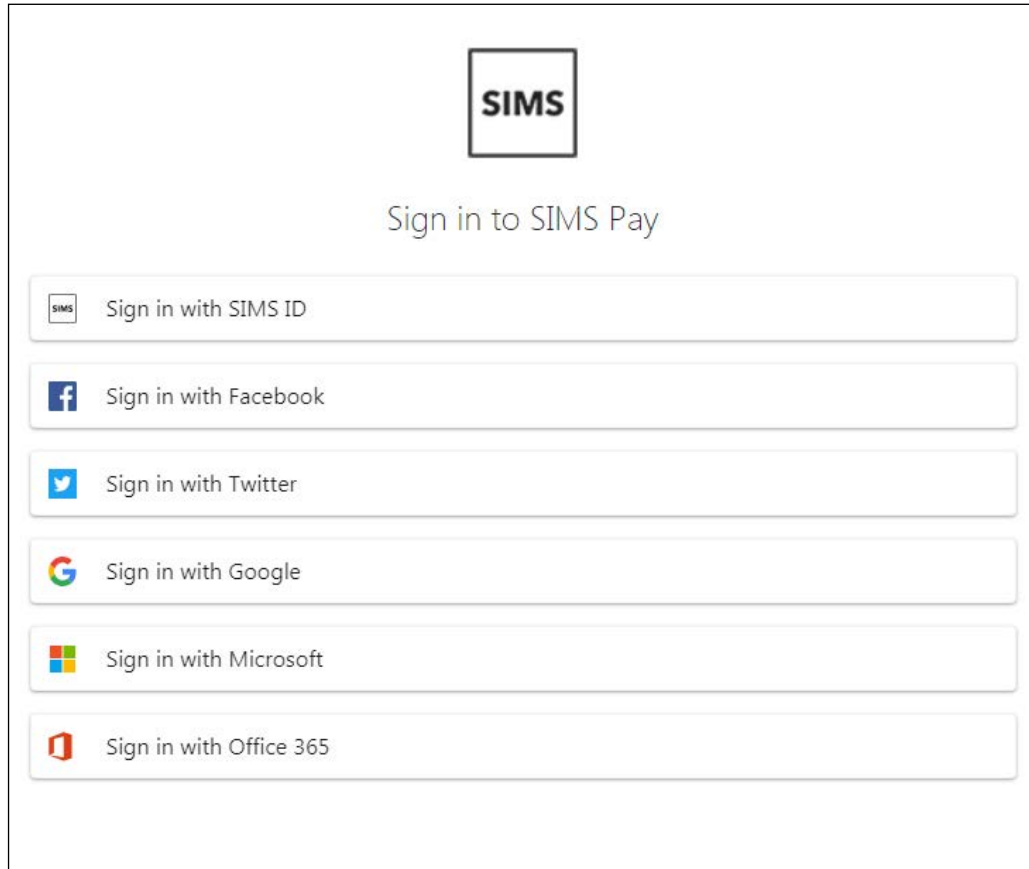 SIMS
Sign in to SIMS Pay
SIMS Sign in with SIMS ID
Sign in with Facebook
Sign in with Twitter
Sign in with Google
Sign in with Microsoft
Sign in with Office 365